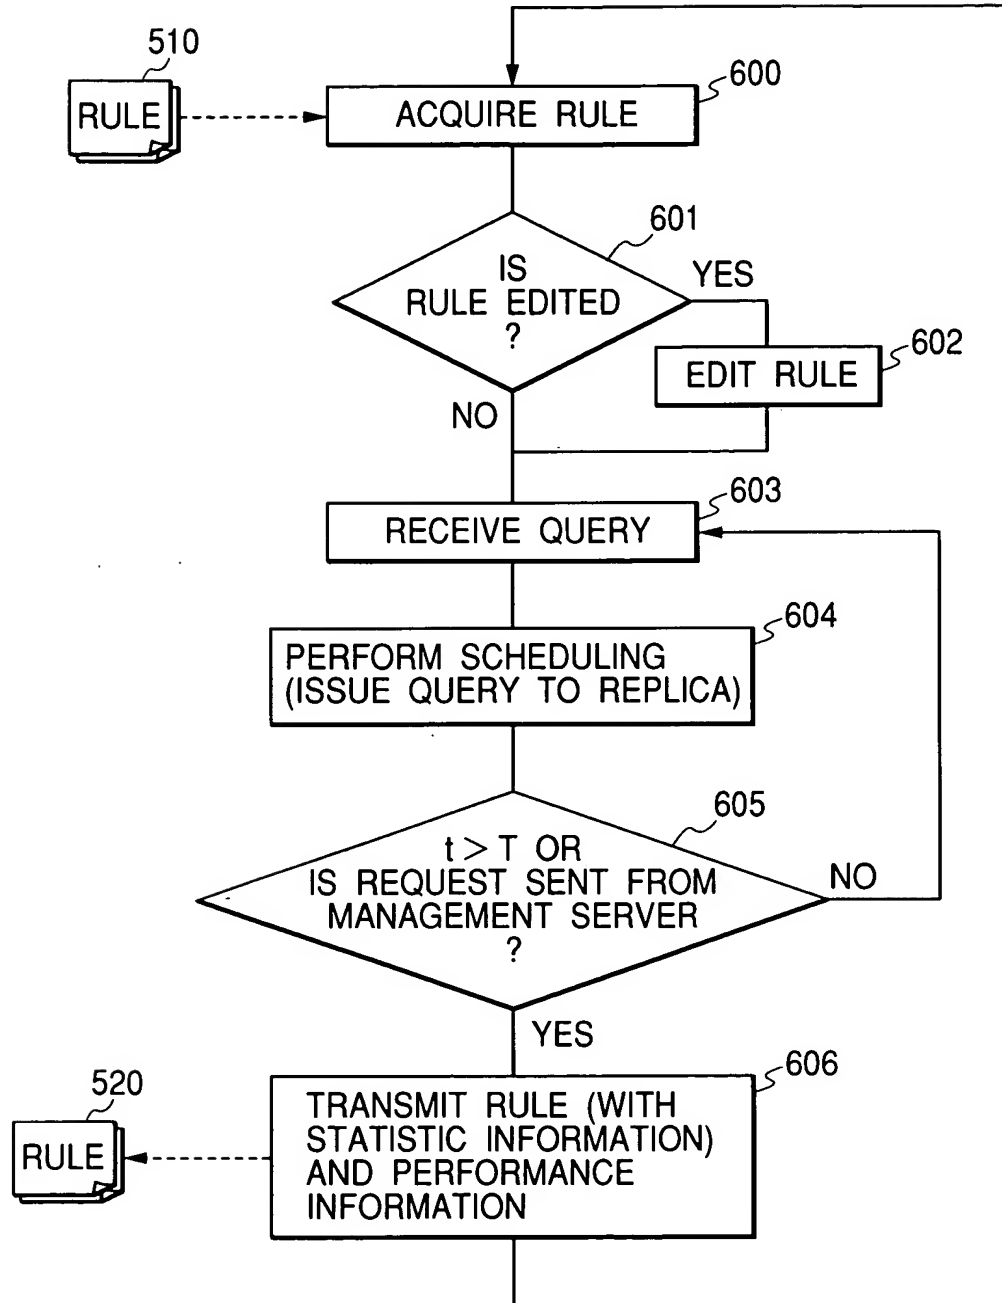 510
RULE
600
ACQUIRE RULE
601
IS
RULE EDITED
?
YES
602
EDIT RULE
NO
603
RECEIVE QUERY
604
PERFORM SCHEDULING
(ISSUE QUERY TO REPLICA)
605
t > T OR
IS REQUEST SENT FROM
MANAGEMENT SERVER
?
NO
YES
606
520
RULE
TRANSMIT RULE (WITH
STATISTIC INFORMATION)
AND PERFORMANCE
INFORMATION